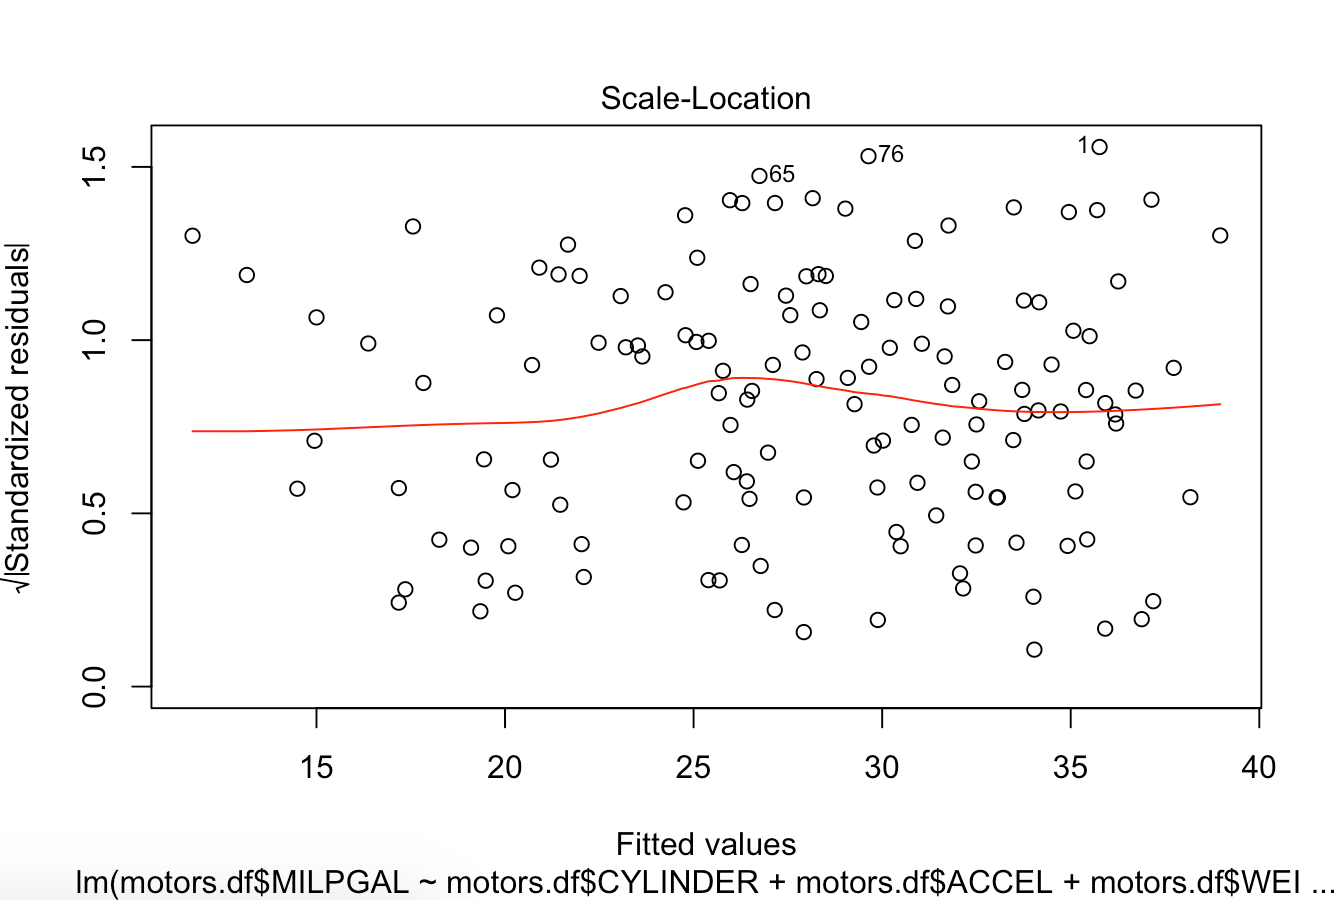 Scale-Location
√|Standardized residuals|
1.5
1.0
0.5
0.0
1
76
65
15 20 25 30 35 40
Fitted values
lm(motors.df$MILPGAL ~ motors.df$CYLINDER + motors.df$ACCEL + motors.df$WEI ...